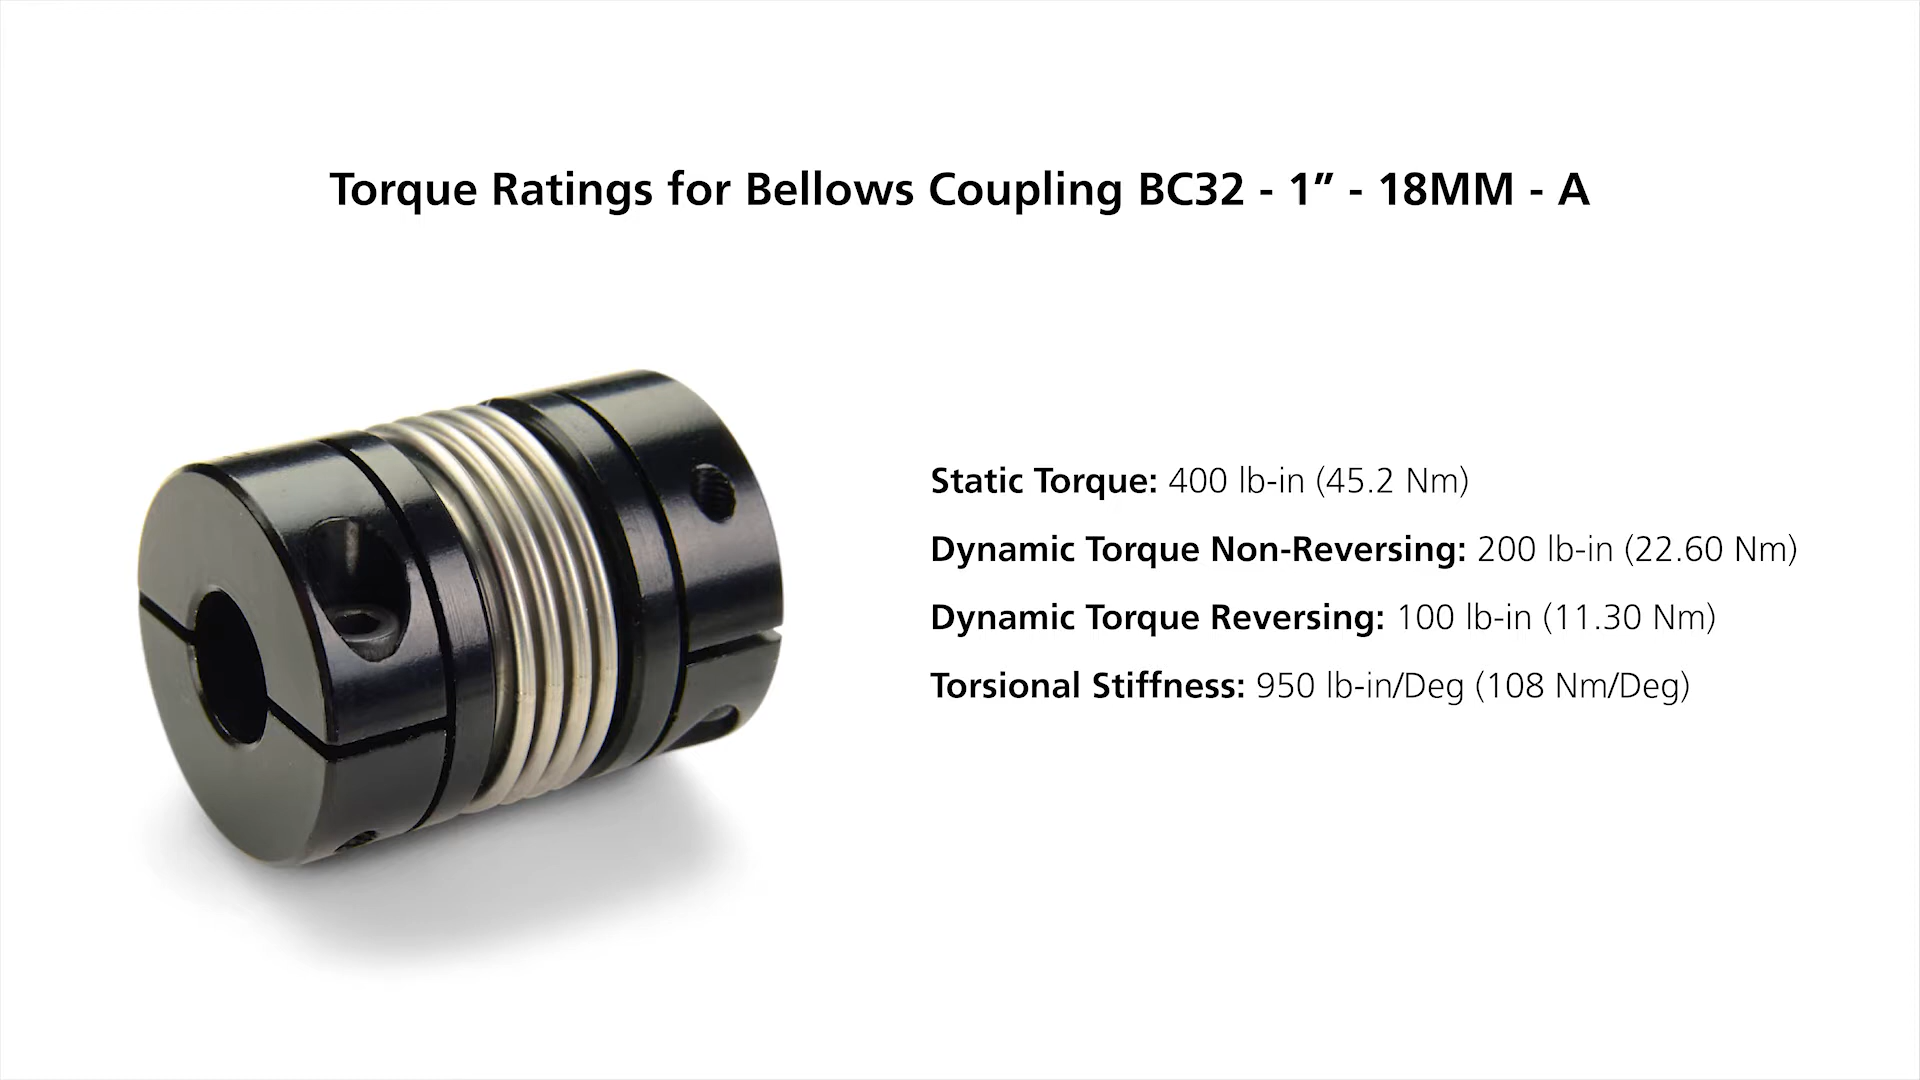 Torque Ratings for Bellows Coupling BC32 - 1” - 18MM - A
Static Torque: 400 lb-in (45.2 Nm)
Dynamic Torque Non-Reversing: 200 lb-in (22.60 Nm)
Dynamic Torque Reversing: 100 lb-in (11.30 Nm)
Torsional Stiffness: 950 lb-in/Deg (108 Nm/Deg)